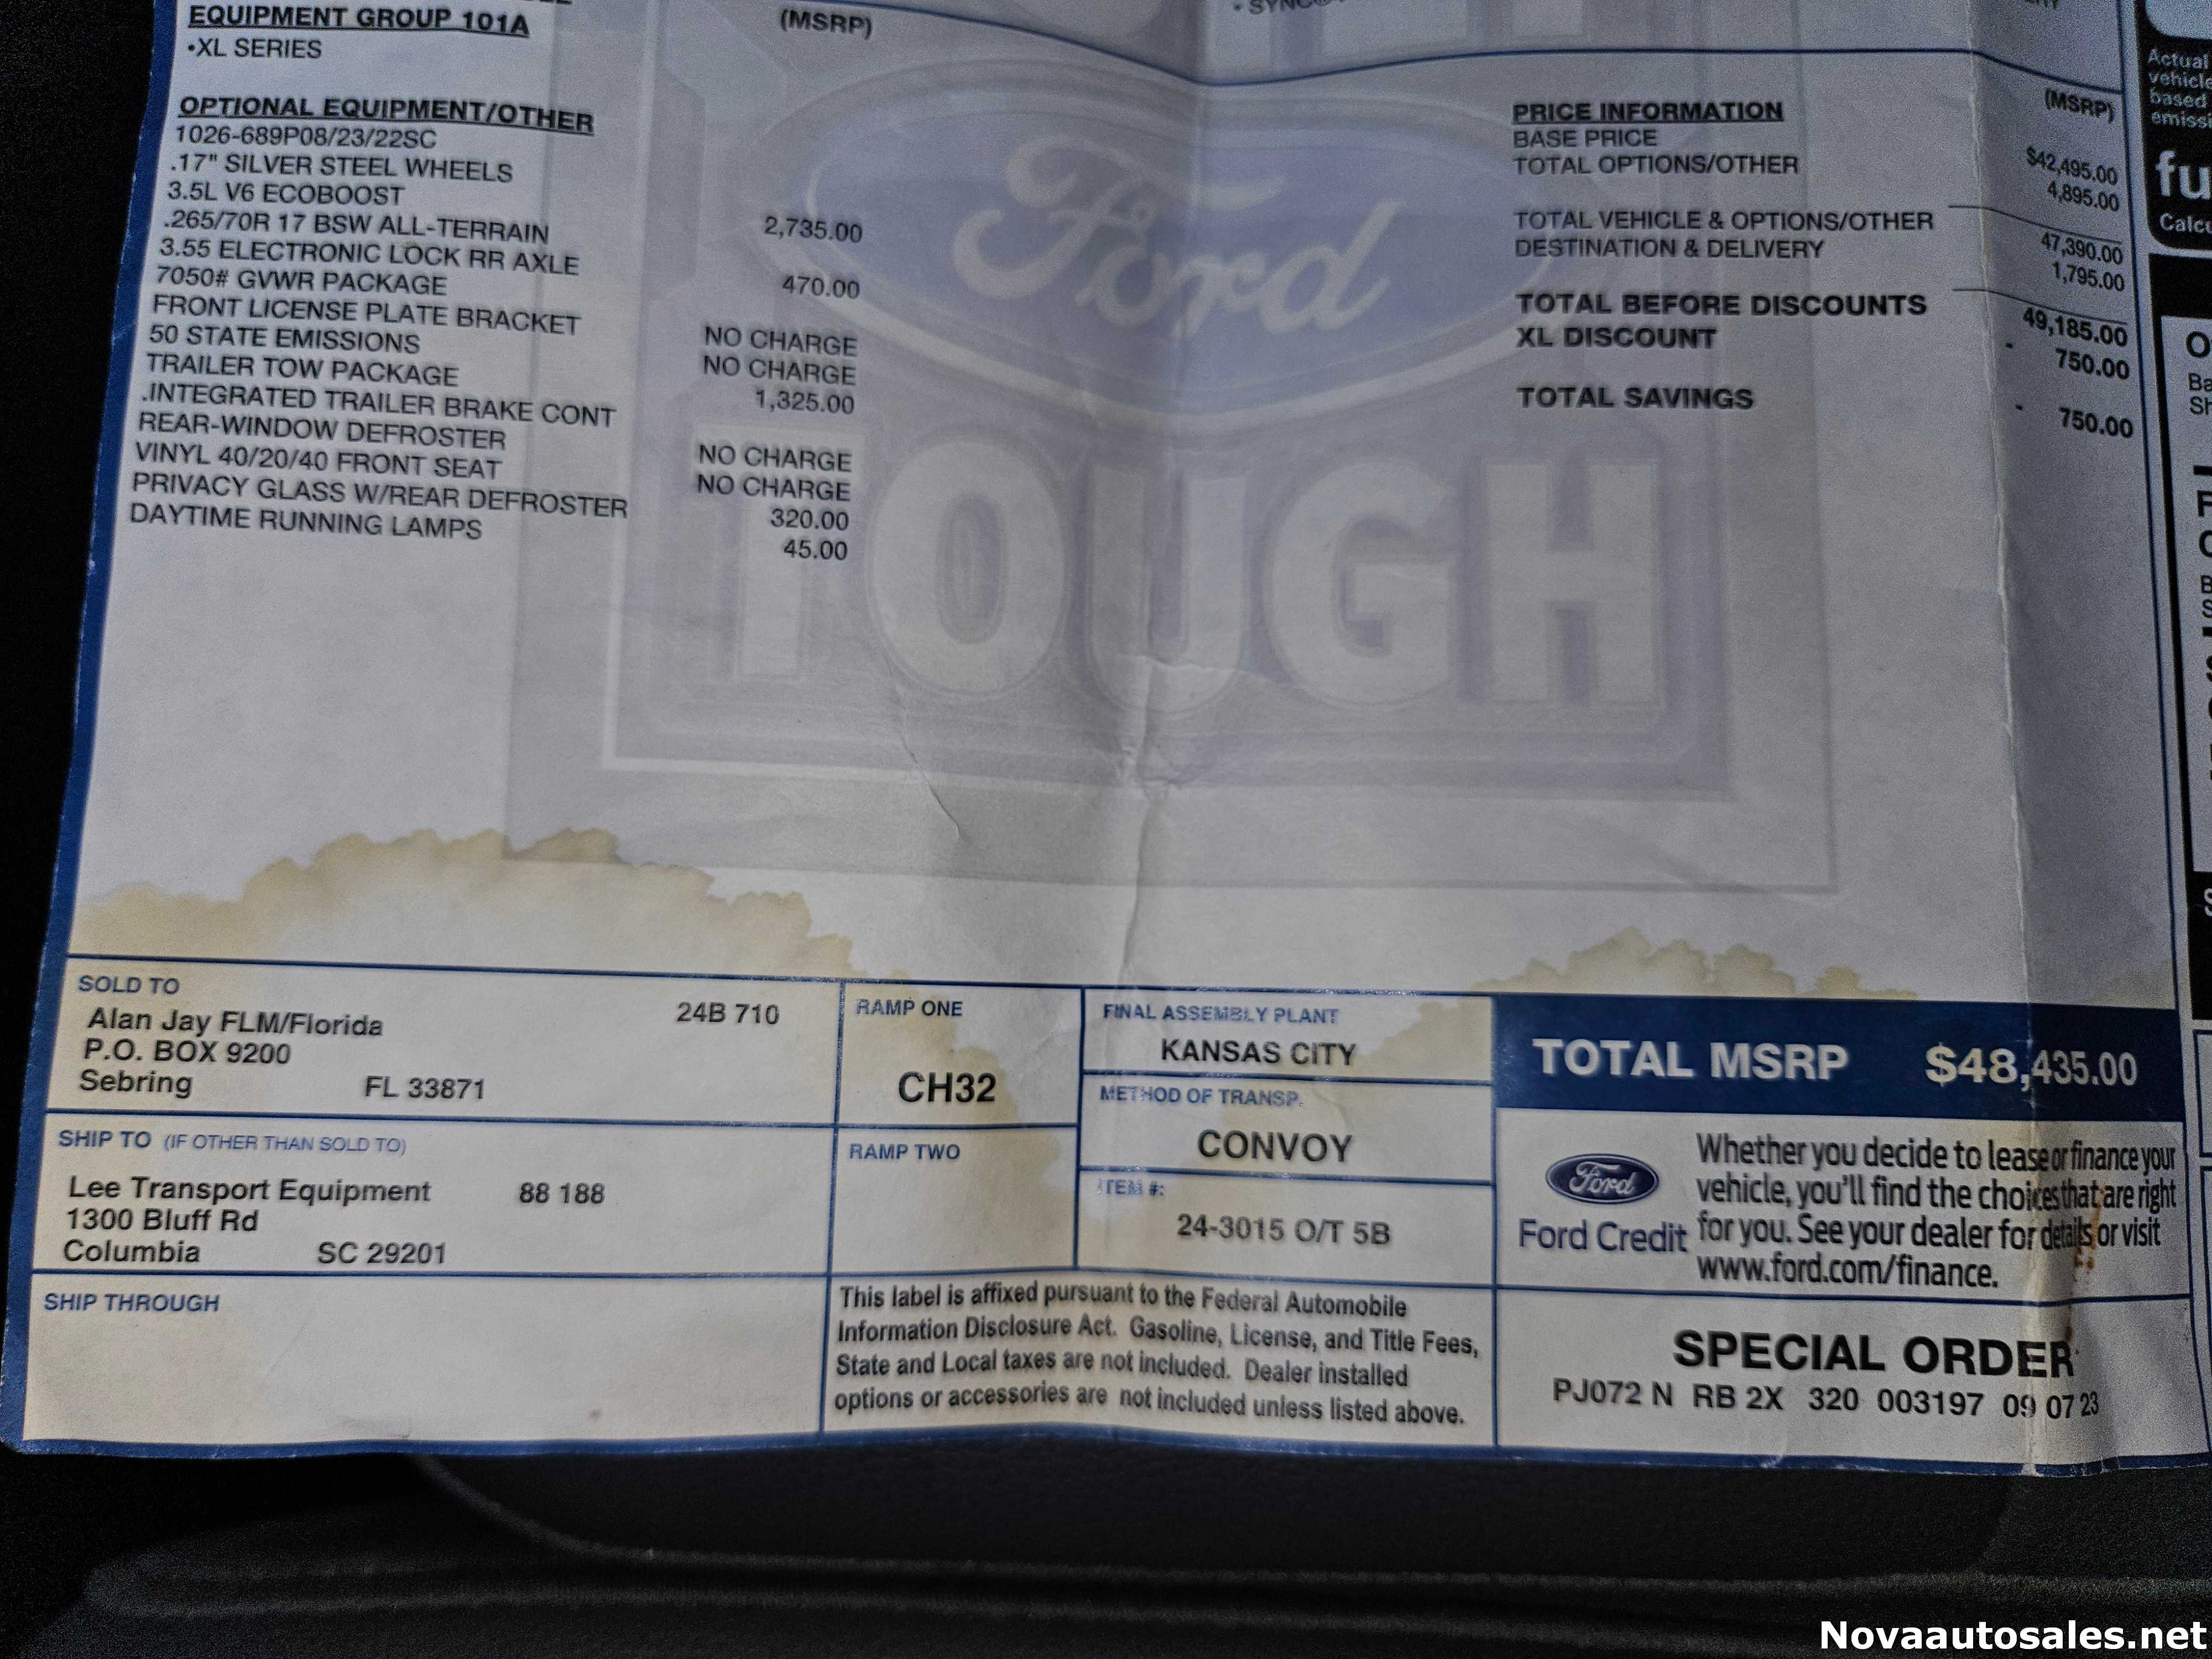 EQUIPMENT GROUP 101A
•XL SERIES
(MSRP)
OPTIONAL EQUIPMENT/OTHER
1026-689P08/23/22SC
.17" SILVER STEEL WHEELS
3.5L V6 ECOBOOST 2,735.00
.265/70R 17 BSW ALL-TERRAIN
3.55 ELECTRONIC LOCK RR AXLE 470.00
7050# GVWR PACKAGE
FRONT LICENSE PLATE BRACKET NO CHARGE
50 STATE EMISSIONS NO CHARGE
TRAILER TOW PACKAGE 1,325.00
.INTEGRATED TRAILER BRAKE CONT
REAR-WINDOW DEFROSTER NO CHARGE
VINYL 40/20/40 FRONT SEAT NO CHARGE
PRIVACY GLASS W/REAR DEFROSTER 320.00
DAYTIME RUNNING LAMPS 45.00
Ford
TOUGH
PRICE INFORMATION (MSRP)
BASE PRICE $42,495.00
TOTAL OPTIONS/OTHER 4,895.00
TOTAL VEHICLE & OPTIONS/OTHER 47,390.00
DESTINATION & DELIVERY 1,795.00
TOTAL BEFORE DISCOUNTS 49,185.00
XL DISCOUNT - 750.00
TOTAL SAVINGS - 750.00
Actual
vehicle
based
SOLD TO
Alan Jay FLM/Florida 24B 710
P.O. BOX 9200
Sebring FL 33871
SHIP TO (IF OTHER THAN SOLD TO)
Lee Transport Equipment 88 188
1300 Bluff Rd
Columbia SC 29201
SHIP THROUGH
RAMP ONE
CH32
RAMP TWO
FINAL ASSEMBLY PLANT
KANSAS CITY
METHOD OF TRANSP.
CONVOY
ITEM #:
24-3015 O/T 5B
This label is affixed pursuant to the Federal Automobile
Information Disclosure Act. Gasoline, License, and Title Fees,
State and Local taxes are not included. Dealer installed
options or accessories are not included unless listed above.
TOTAL MSRP $48,435.00
Ford
Ford Credit
Whether you decide to lease or finance your
vehicle, you'll find the choices that are right
for you. See your dealer for details or visit
www.ford.com/finance.
SPECIAL ORDER
PJ072 N RB 2X 320 003197 09 07 23
Novaautosales.net